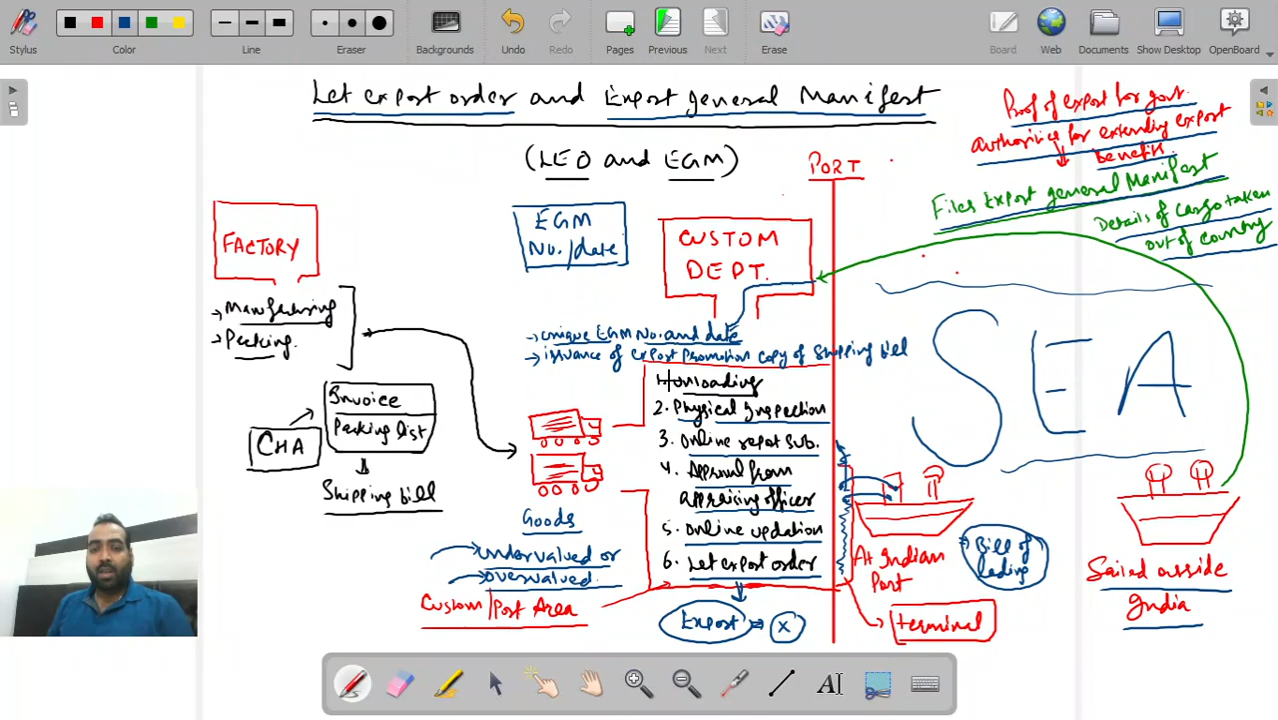 Stylus
Color
Line
Eraser
Backgrounds
Undo
Redo
Pages
Previous
Next
Erase
Board
Web
Documents
Show Desktop
OpenBoard
Let export order and Export general Manifest
(LEO and EGM)
PORT
Proof of export for govt.
authorities for extending export
benefits.
Files Export general Manifest
Details of cargo taken
out of country
FACTORY
EGM
No./date
CUSTOM
DEPT.
→ Manufacturing
→ Packing.
→ unique EGM No. and date
→ issuance of export promotion copy of Shipping bill
SEA
Invoice
Packing list
CHA
Shipping bill
1. unloading
2. Physical Inspection
3. Online repot sub.
4. Approval from
appraising officer
5. Online updation
6. Let export order
Goods
undervalued or
overvalued.
Custom/Port Area
Export = x
At Indian
Port
Bill of
lading
terminal
Sailed ouside
India